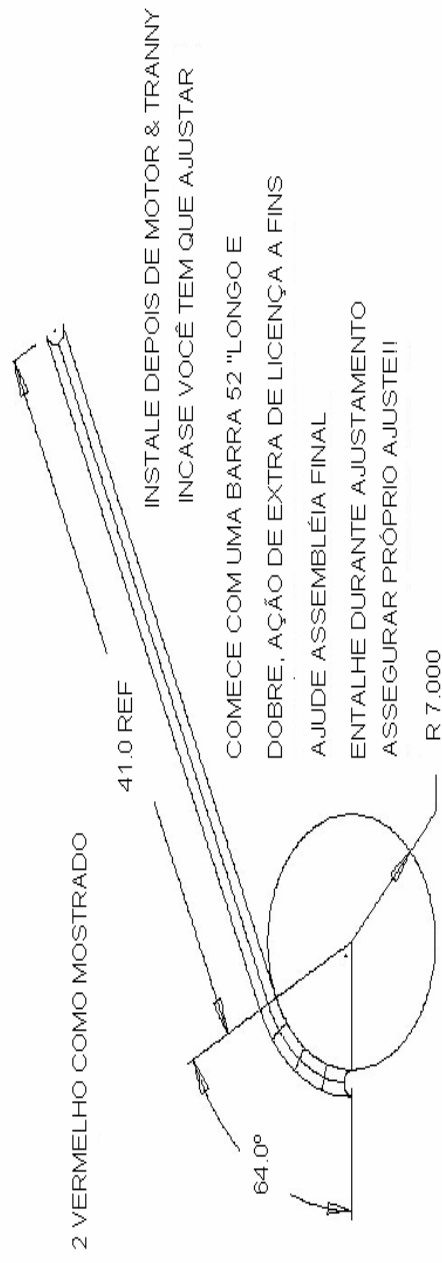 2 VERMELHO COMO MOSTRADO
41.0 REF
64.0º
INSTALE DEPOIS DE MOTOR & TRANNY
INCASE VOCÊ TEM QUE AJUSTAR
COMECE COM UMA BARRA 52 "LONGO E
DOBRE, AÇÃO DE EXTRA DE LICENÇA A FINS
AJUDE ASSEMBLÉIA FINAL
ENTALHE DURANTE AJUSTAMENTO
ASSEGURAR PRÓPRIO AJUSTE!!
R 7.000